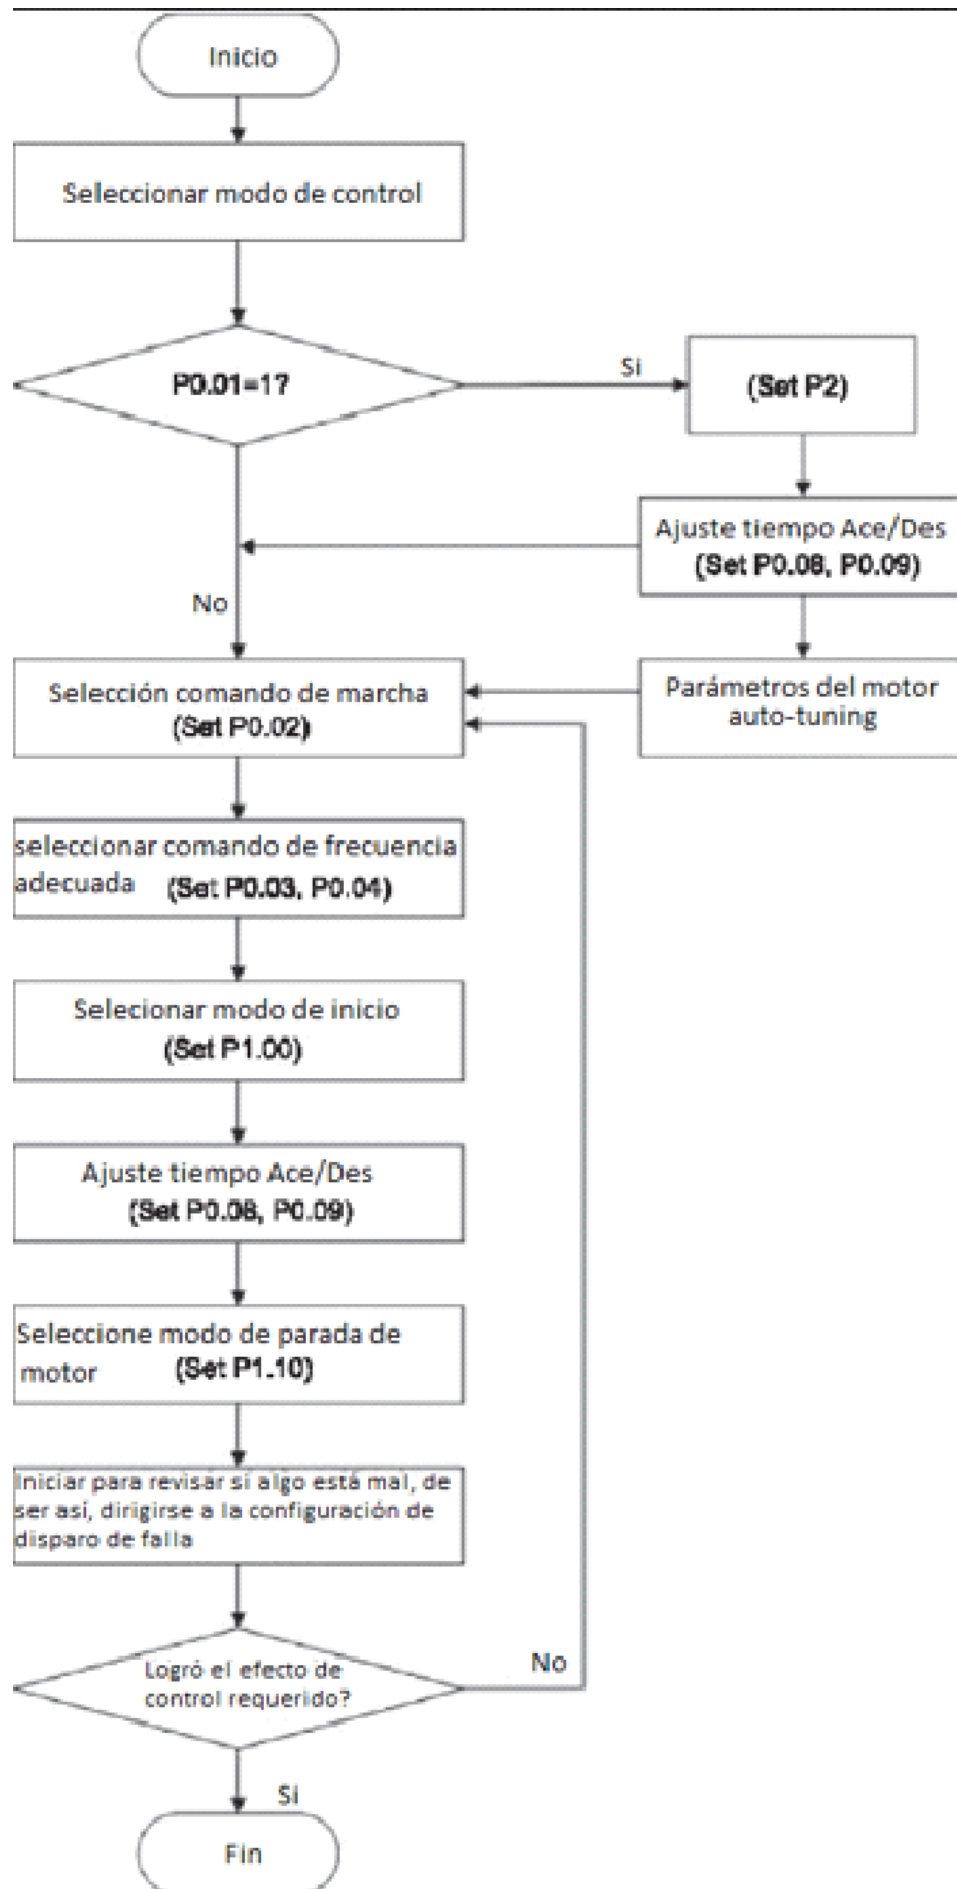 Inicio
Seleccionar modo de control
P0.01=1?
Si
(Set P2)
Ajuste tiempo Ace/Des
(Set P0.08, P0.09)
No
Selección comando de marcha
(Set P0.02)
Parámetros del motor
auto-tuning
seleccionar comando de frecuencia
adecuada (Set P0.03, P0.04)
Selecionar modo de inicio
(Set P1.00)
Ajuste tiempo Ace/Des
(Set P0.08, P0.09)
Seleccione modo de parada de
motor (Set P1.10)
Iniciar para revisar si algo está mal, de
ser así, dirigirse a la configuración de
disparo de falla
Logró el efecto de
control requerido?
No
Si
Fin